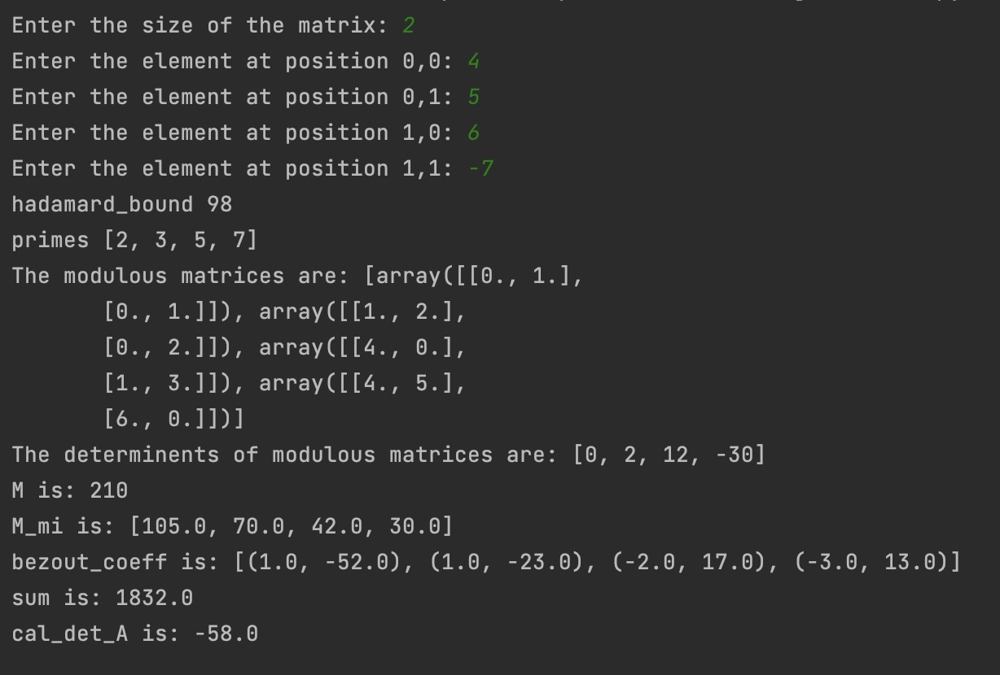 Enter the size of the matrix: 2
Enter the element at position 0,0: 4
Enter the element at position 0,1: 5
Enter the element at position 1,0: 6
Enter the element at position 1,1: -7
hadamard_bound 98
primes [2, 3, 5, 7]
The modulous matrices are: [array([[0., 1.],
       [0., 1.]]), array([[1., 2.],
       [0., 2.]]), array([[4., 0.],
       [1., 3.]]), array([[4., 5.],
       [6., 0.]])]
The determinents of modulous matrices are: [0, 2, 12, -30]
M is: 210
M_mi is: [105.0, 70.0, 42.0, 30.0]
bezout_coeff is: [(1.0, -52.0), (1.0, -23.0), (-2.0, 17.0), (-3.0, 13.0)]
sum is: 1832.0
cal_det_A is: -58.0